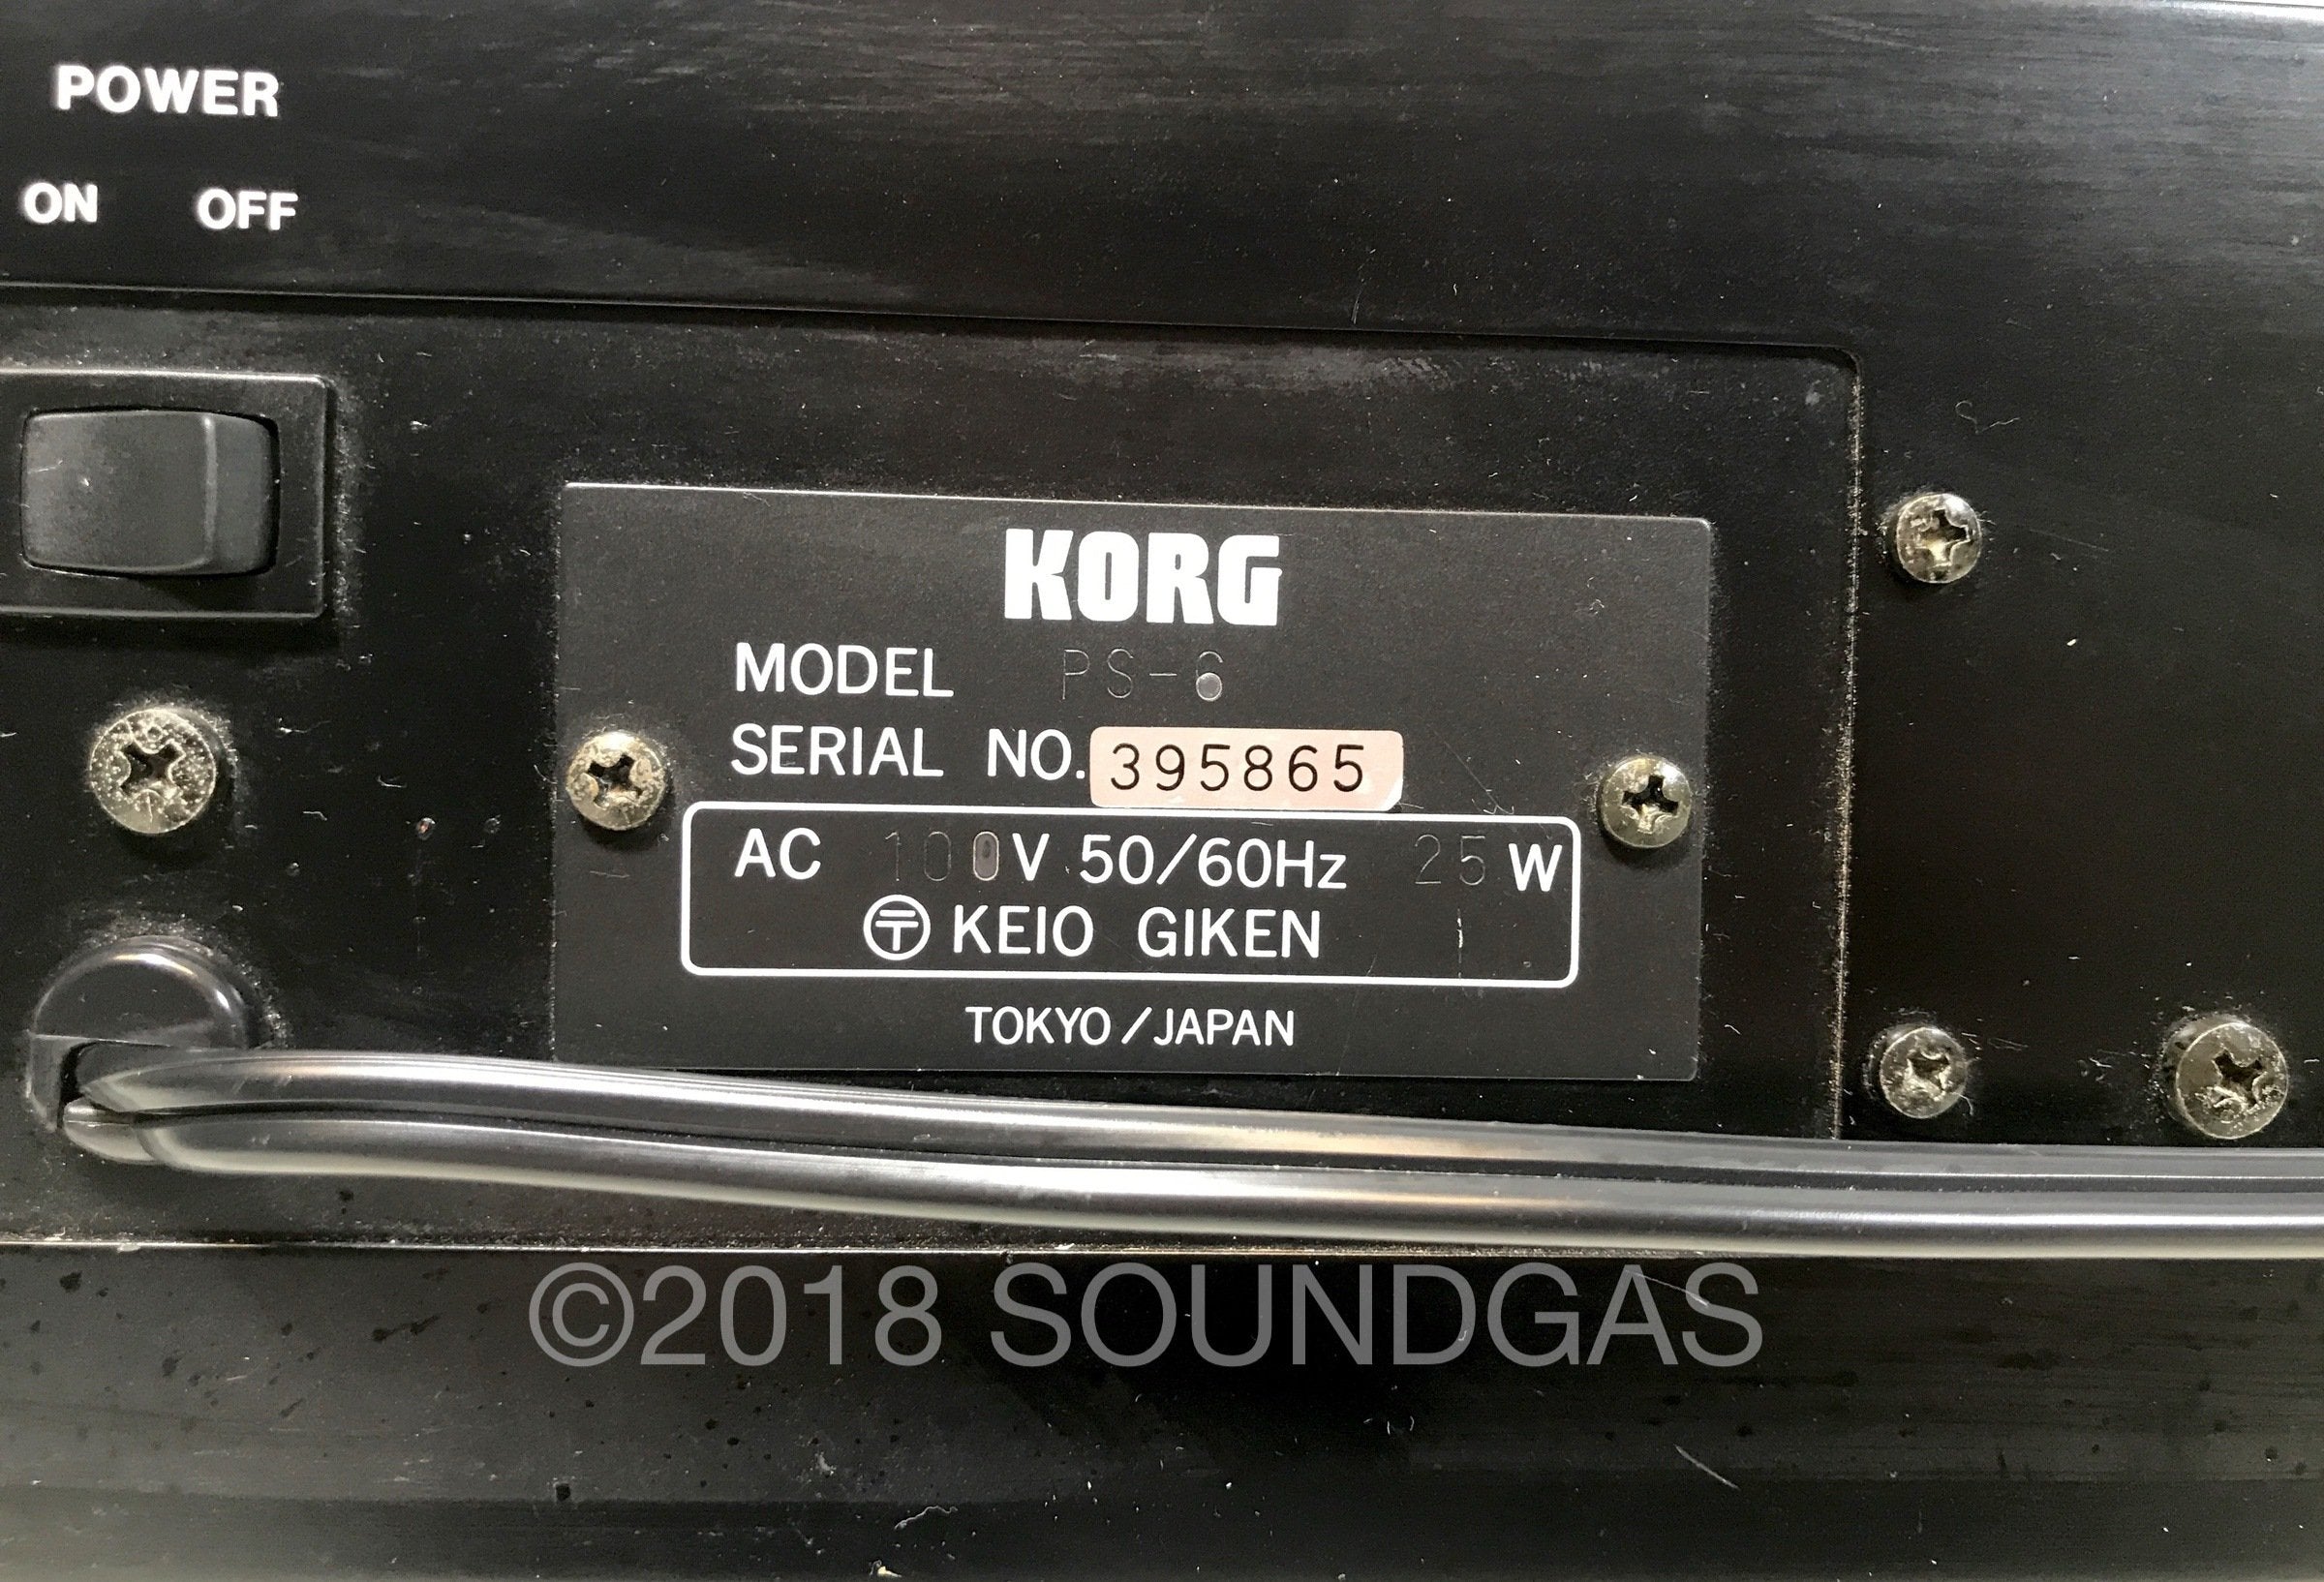 POWER
ON OFF
KORG
MODEL PS-6
SERIAL NO. 395865
AC 100V 50/60Hz 25W
〶 KEIO GIKEN
TOKYO/JAPAN
©2018 SOUNDGAS